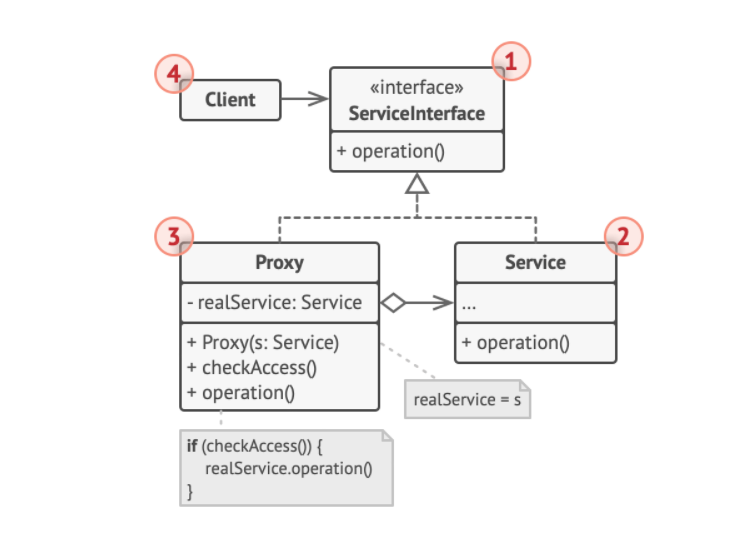 4
Client
1
«interface»
ServiceInterface
+ operation()
3
Proxy
- realService: Service
+ Proxy(s: Service)
+ checkAccess()
+ operation()
2
Service
...
+ operation()
realService = s
if (checkAccess()) {
realService.operation()
}